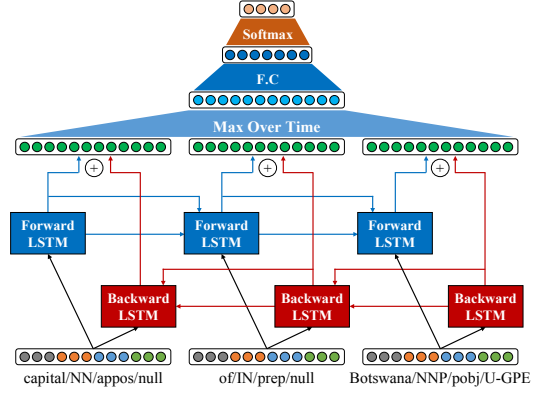 Softmax
F.C
Max Over Time
+
+
+
Forward
LSTM
Forward
LSTM
Forward
LSTM
Backward
LSTM
Backward
LSTM
Backward
LSTM
capital/NN/appos/null
of/IN/prep/null
Botswana/NNP/pobj/U-GPE